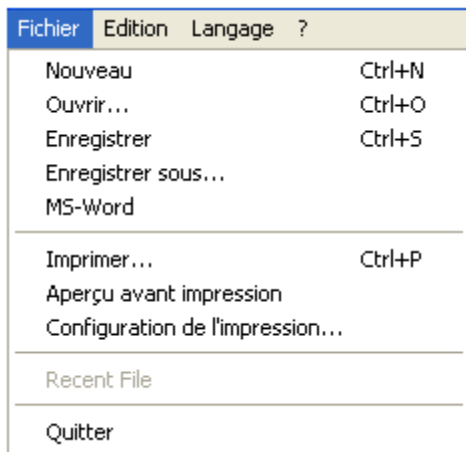 Fichier Edition Langage ?
Nouveau Ctrl+N
Ouvrir... Ctrl+O
Enregistrer Ctrl+S
Enregistrer sous...
MS-Word
Imprimer... Ctrl+P
Aperçu avant impression
Configuration de l'impression...
Recent File
Quitter